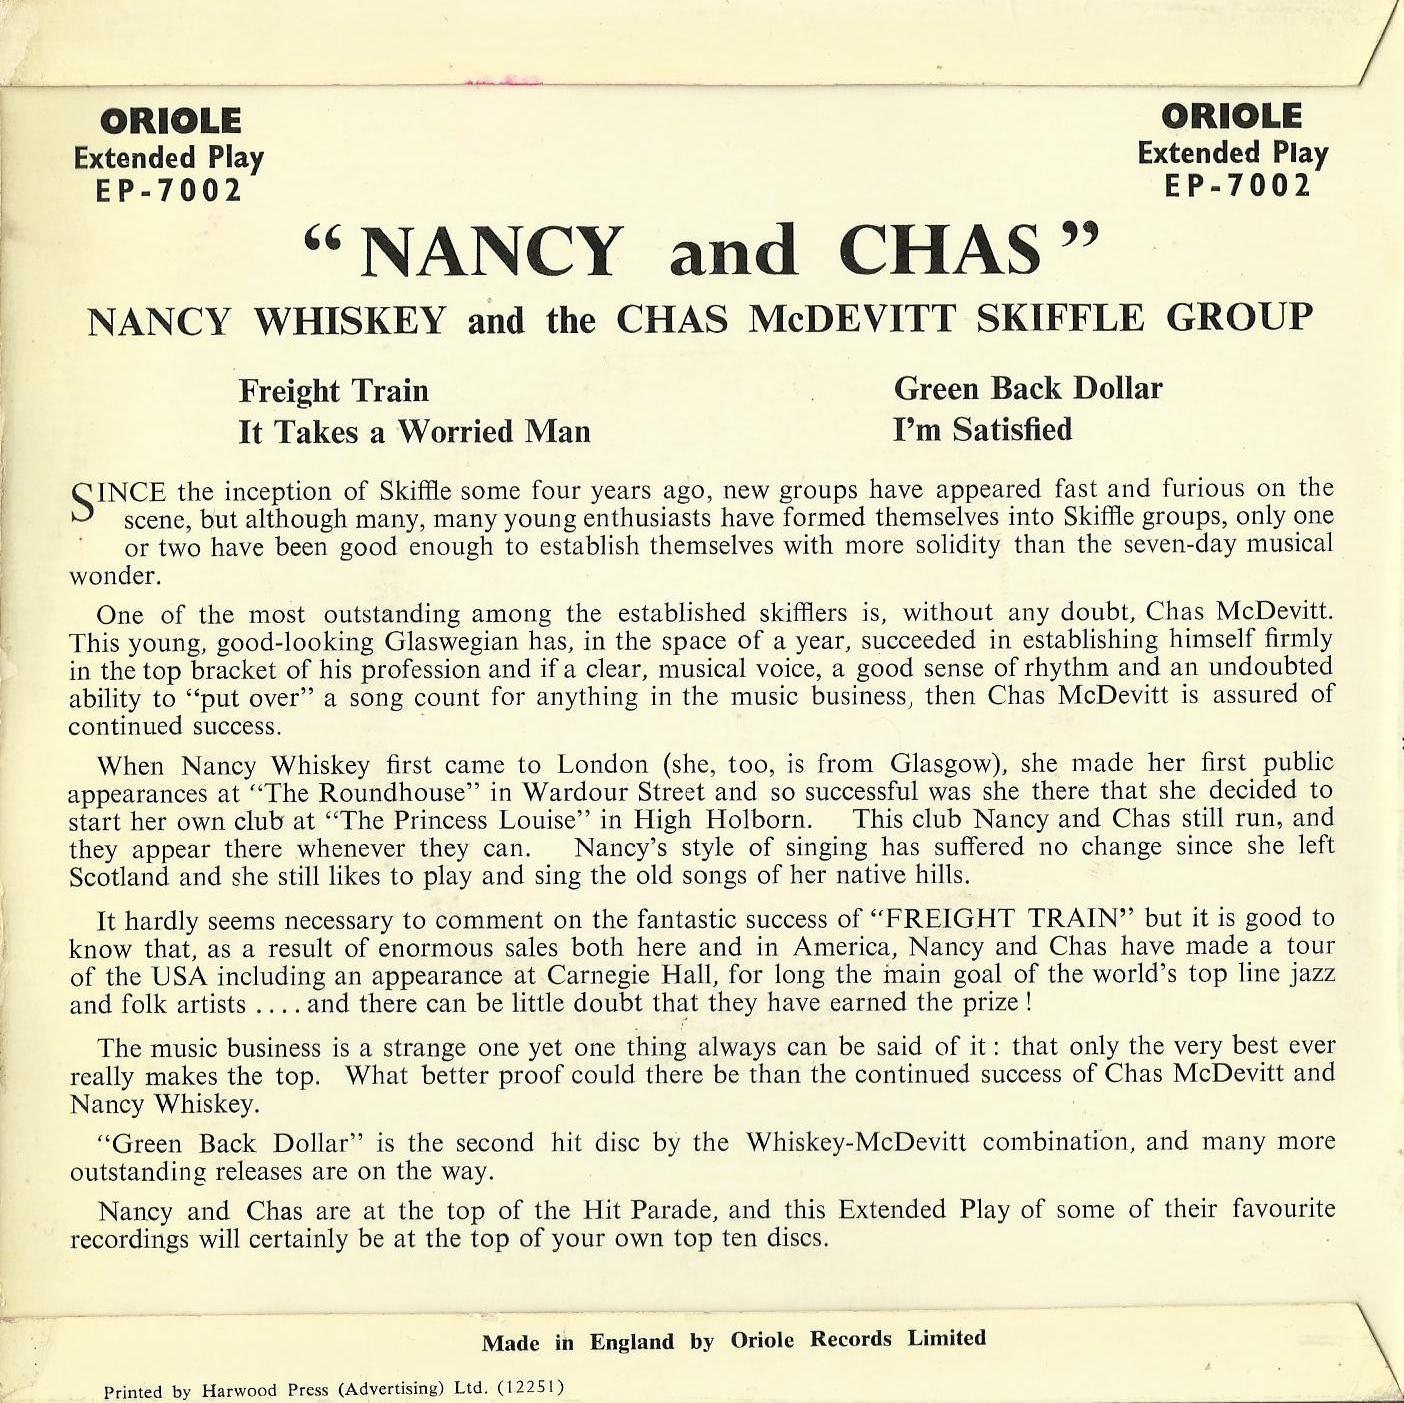 ORIOLE
Extended Play
EP-7002
ORIOLE
Extended Play
EP-7002
“NANCY and CHAS”
NANCY WHISKEY and the CHAS McDEVITT SKIFFLE GROUP
Freight Train
It Takes a Worried Man
Green Back Dollar
I’m Satisfied
SINCE the inception of Skiffle some four years ago, new groups have appeared fast and furious on the
scene, but although many, many young enthusiasts have formed themselves into Skiffle groups, only one
or two have been good enough to establish themselves with more solidity than the seven-day musical
wonder.
One of the most outstanding among the established skifflers is, without any doubt, Chas McDevitt.
This young, good-looking Glaswegian has, in the space of a year, succeeded in establishing himself firmly
in the top bracket of his profession and if a clear, musical voice, a good sense of rhythm and an undoubted
ability to “put over” a song count for anything in the music business, then Chas McDevitt is assured of
continued success.
When Nancy Whiskey first came to London (she, too, is from Glasgow), she made her first public
appearances at “The Roundhouse” in Wardour Street and so successful was she there that she decided to
start her own club at “The Princess Louise” in High Holborn. This club Nancy and Chas still run, and
they appear there whenever they can. Nancy’s style of singing has suffered no change since she left
Scotland and she still likes to play and sing the old songs of her native hills.
It hardly seems necessary to comment on the fantastic success of “FREIGHT TRAIN” but it is good to
know that, as a result of enormous sales both here and in America, Nancy and Chas have made a tour
of the USA including an appearance at Carnegie Hall, for long the main goal of the world’s top line jazz
and folk artists .... and there can be little doubt that they have earned the prize !
The music business is a strange one yet one thing always can be said of it : that only the very best ever
really makes the top. What better proof could there be than the continued success of Chas McDevitt and
Nancy Whiskey.
“Green Back Dollar” is the second hit disc by the Whiskey-McDevitt combination, and many more
outstanding releases are on the way.
Nancy and Chas are at the top of the Hit Parade, and this Extended Play of some of their favourite
recordings will certainly be at the top of your own top ten discs.
Made in England by Oriole Records Limited
Printed by Harwood Press (Advertising) Ltd. (12251)